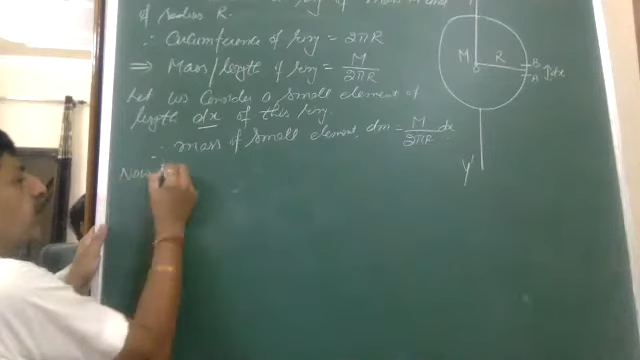 of radius R.
∴ Circumference of ring = 2πR
⟹ Mass/length of ring = M/2πR
Let us Consider a small element of
length dx of this ring.
∴ mass of small element, dm = M/2πR dx
Now
M
R
B
A
dx
Y'